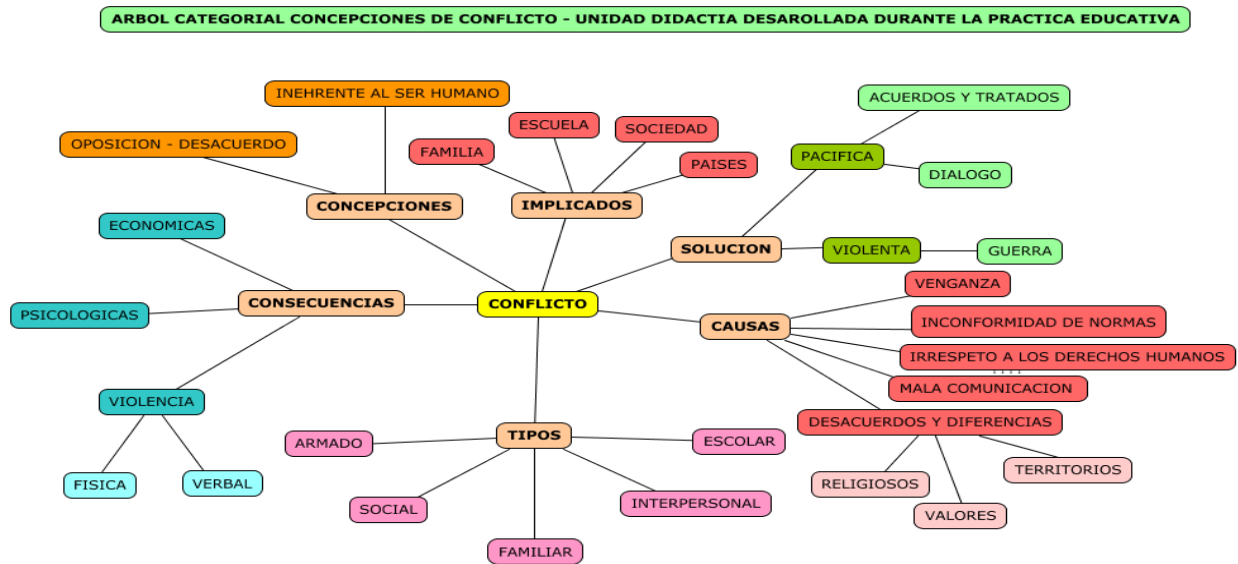 ARBOL CATEGORIAL CONCEPCIONES DE CONFLICTO - UNIDAD DIDACTIA DESAROLLADA DURANTE LA PRACTICA EDUCATIVA
INEHRENTE AL SER HUMANO
OPOSICION - DESACUERDO
CONCEPCIONES
FAMILIA
ESCUELA
SOCIEDAD
PAISES
IMPLICADOS
ACUERDOS Y TRATADOS
PACIFICA
DIALOGO
SOLUCION
VIOLENTA
GUERRA
ECONOMICAS
PSICOLOGICAS
CONSECUENCIAS
VIOLENCIA
FISICA
VERBAL
CONFLICTO
CAUSAS
VENGANZA
INCONFORMIDAD DE NORMAS
IRRESPETO A LOS DERECHOS HUMANOS
MALA COMUNICACION
DESACUERDOS Y DIFERENCIAS
RELIGIOSOS
VALORES
TERRITORIOS
TIPOS
ARMADO
SOCIAL
FAMILIAR
INTERPERSONAL
ESCOLAR